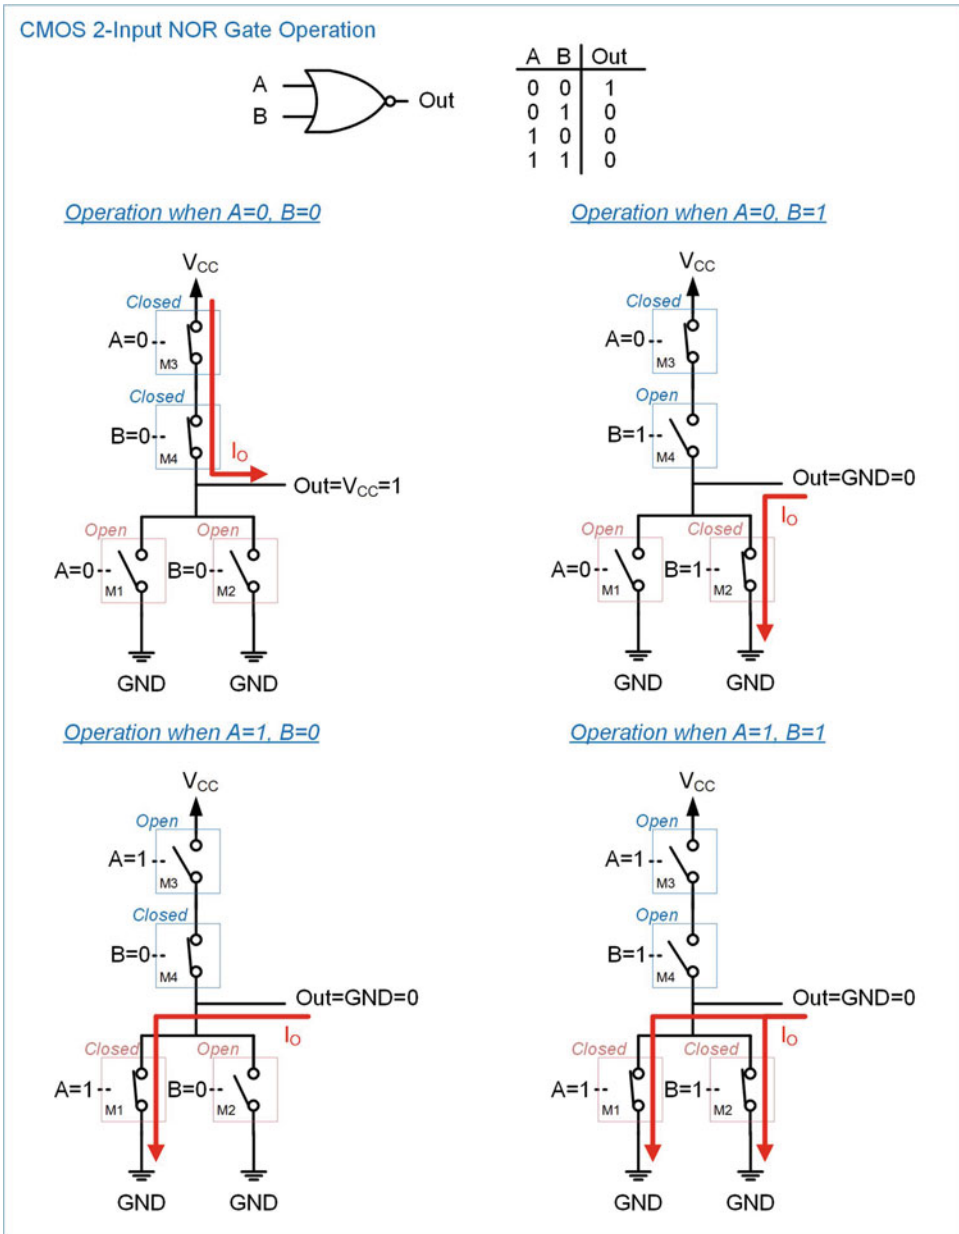 CMOS 2-Input NOR Gate Operation
A
B
Out
A B Out
0 0 1
0 1 0
1 0 0
1 1 0
Operation when A=0, B=0
VCC
Closed
A=0
M3
Closed
B=0
M4
IO
Out=VCC=1
Open
Open
A=0
M1
B=0
M2
GND
GND
Operation when A=0, B=1
VCC
Closed
A=0
M3
Open
B=1
M4
Out=GND=0
IO
Open
Closed
A=0
M1
B=1
M2
GND
GND
Operation when A=1, B=0
VCC
Open
A=1
M3
Closed
B=0
M4
Out=GND=0
IO
Closed
Open
A=1
M1
B=0
M2
GND
GND
Operation when A=1, B=1
VCC
Open
A=1
M3
Open
B=1
M4
Out=GND=0
IO
Closed
Closed
A=1
M1
B=1
M2
GND
GND